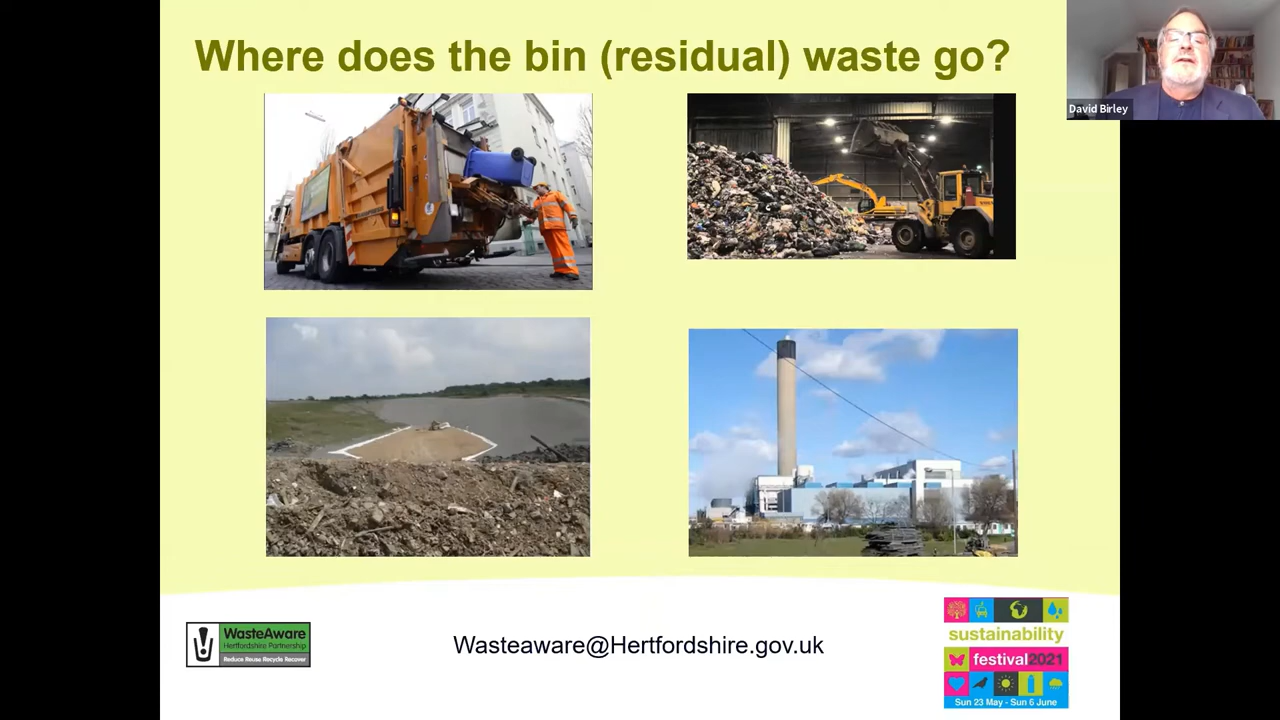 Where does the bin (residual) waste go?
David Birley
WasteAware
Hertfordshire Partnership
Reduce Reuse Recycle Recover
Wasteaware@Hertfordshire.gov.uk
sustainability
festival2021
Sun 23 May - Sun 6 June